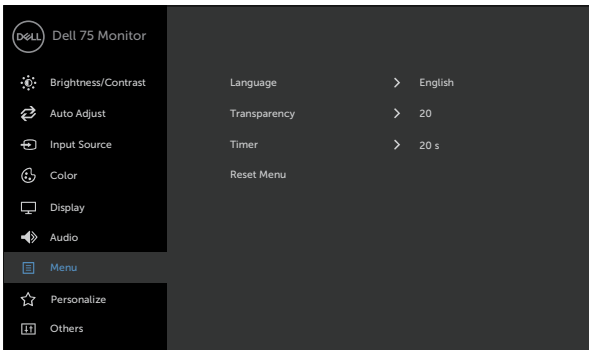 DELL Dell 75 Monitor
Brightness/Contrast Language > English
Auto Adjust Transparency > 20
Input Source Timer > 20 s
Color Reset Menu
Display
Audio
Menu
Personalize
Others